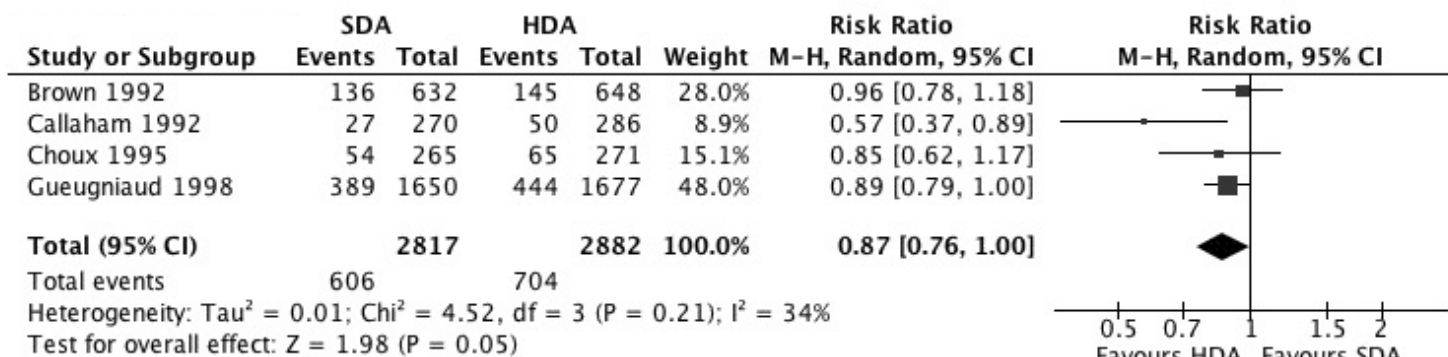 SDA HDA Risk Ratio Risk Ratio
Study or Subgroup Events Total Events Total Weight M-H, Random, 95% CI M-H, Random, 95% CI
Brown 1992 136 632 145 648 28.0% 0.96 [0.78, 1.18]
Callaham 1992 27 270 50 286 8.9% 0.57 [0.37, 0.89]
Choux 1995 54 265 65 271 15.1% 0.85 [0.62, 1.17]
Gueugniaud 1998 389 1650 444 1677 48.0% 0.89 [0.79, 1.00]
Total (95% CI) 2817 2882 100.0% 0.87 [0.76, 1.00]
Total events 606 704
Heterogeneity: Tau² = 0.01; Chi² = 4.52, df = 3 (P = 0.21); I² = 34%
0.5 0.7 1 1.5 2
Test for overall effect: Z = 1.98 (P = 0.05)
Favours HDA Favours SDA